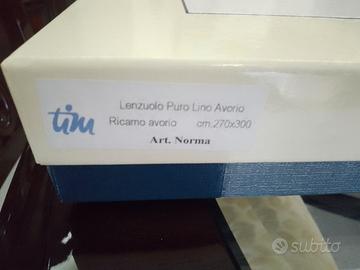 tim
Lenzuolo Puro Lino Avorio
Ricamo avorio cm.270x300
Art. Norma
subito